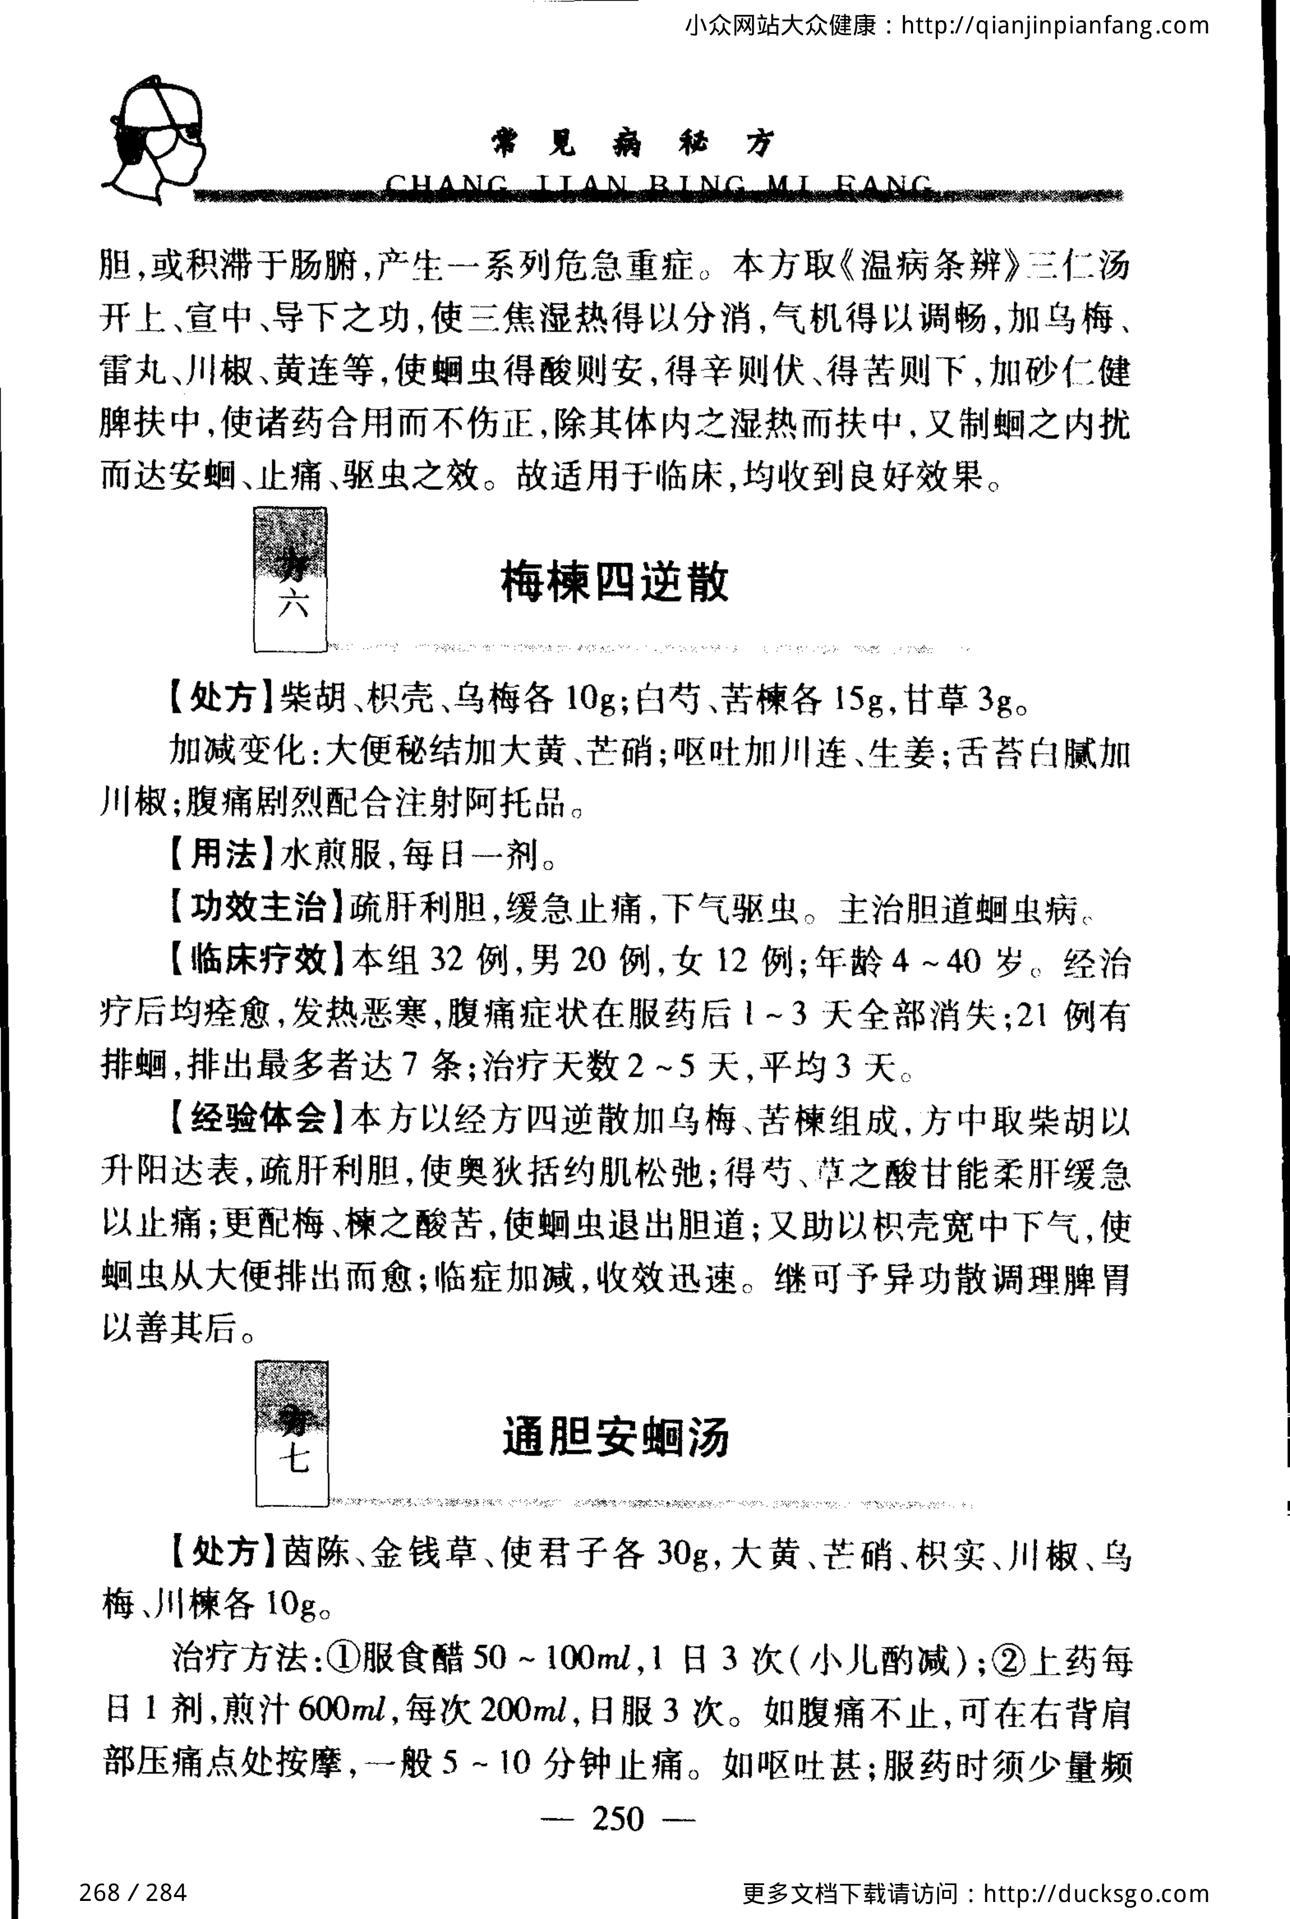 小众网站大众健康：http://qianjinpianfang.com
常见病秘方
CHANG JIAN BING MI FANG
胆,或积滞于肠腑,产生一系列危急重症。本方取《温病条辨》三仁汤
开上、宣中、导下之功,使三焦湿热得以分消,气机得以调畅,加乌梅、
雷丸、川椒、黄连等,使蛔虫得酸则安,得辛则伏、得苦则下,加砂仁健
脾扶中,使诸药合用而不伤正,除其体内之湿热而扶中,又制蛔之内扰
而达安蛔、止痛、驱虫之效。故适用于临床,均收到良好效果。
方六
梅楝四逆散
【处方】柴胡、枳壳、乌梅各10g;白芍、苦楝各15g,甘草3g。
加减变化:大便秘结加大黄、芒硝;呕吐加川连、生姜;舌苔白腻加
川椒;腹痛剧烈配合注射阿托品。
【用法】水煎服,每日一剂。
【功效主治】疏肝利胆,缓急止痛,下气驱虫。主治胆道蛔虫病。
【临床疗效】本组32例,男20例,女12例;年龄4~40岁。经治
疗后均痊愈,发热恶寒,腹痛症状在服药后1~3天全部消失;21例有
排蛔,排出最多者达7条;治疗天数2~5天,平均3天。
【经验体会】本方以经方四逆散加乌梅、苦楝组成,方中取柴胡以
升阳达表,疏肝利胆,使奥狄括约肌松弛;得芍、草之酸甘能柔肝缓急
以止痛;更配梅、楝之酸苦,使蛔虫退出胆道;又助以枳壳宽中下气,使
蛔虫从大便排出而愈;临症加减,收效迅速。继可予异功散调理脾胃
以善其后。
方七
通胆安蛔汤
【处方】茵陈、金钱草、使君子各30g,大黄、芒硝、枳实、川椒、乌
梅、川楝各10g。
治疗方法:①服食醋50~100ml,1日3次(小儿酌减);②上药每
日1剂,煎汁600ml,每次200ml,日服3次。如腹痛不止,可在右背肩
部压痛点处按摩,一般5~10分钟止痛。如呕吐甚;服药时须少量频
— 250 —
268 / 284
更多文档下载请访问：http://ducksgo.com